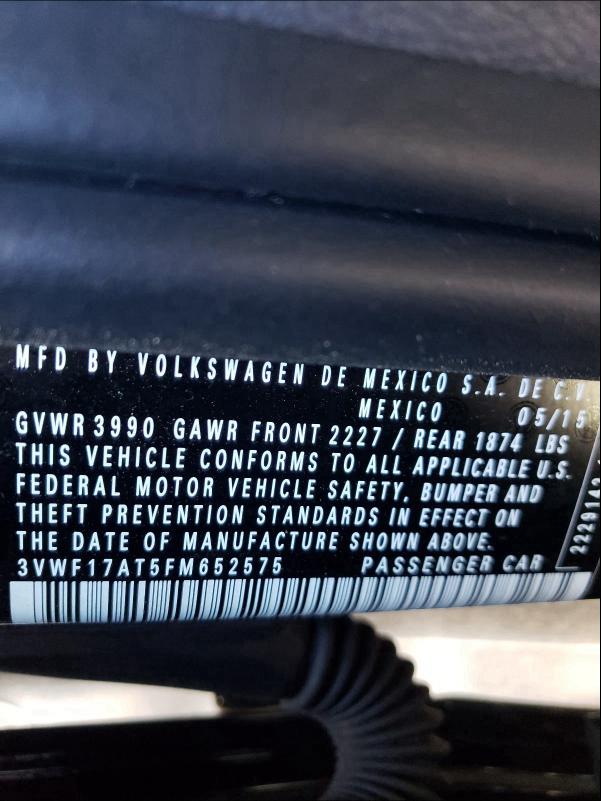 MFD BY VOLKSWAGEN DE MEXICO S.A. DE C.V.
MEXICO 05/15
GVWR 3990 GAWR FRONT 2227 / REAR 1874 LBS
THIS VEHICLE CONFORMS TO ALL APPLICABLE U.S.
FEDERAL MOTOR VEHICLE SAFETY, BUMPER AND
THEFT PREVENTION STANDARDS IN EFFECT ON
THE DATE OF MANUFACTURE SHOWN ABOVE.
3VWF17AT5FM652575 PASSENGER CAR